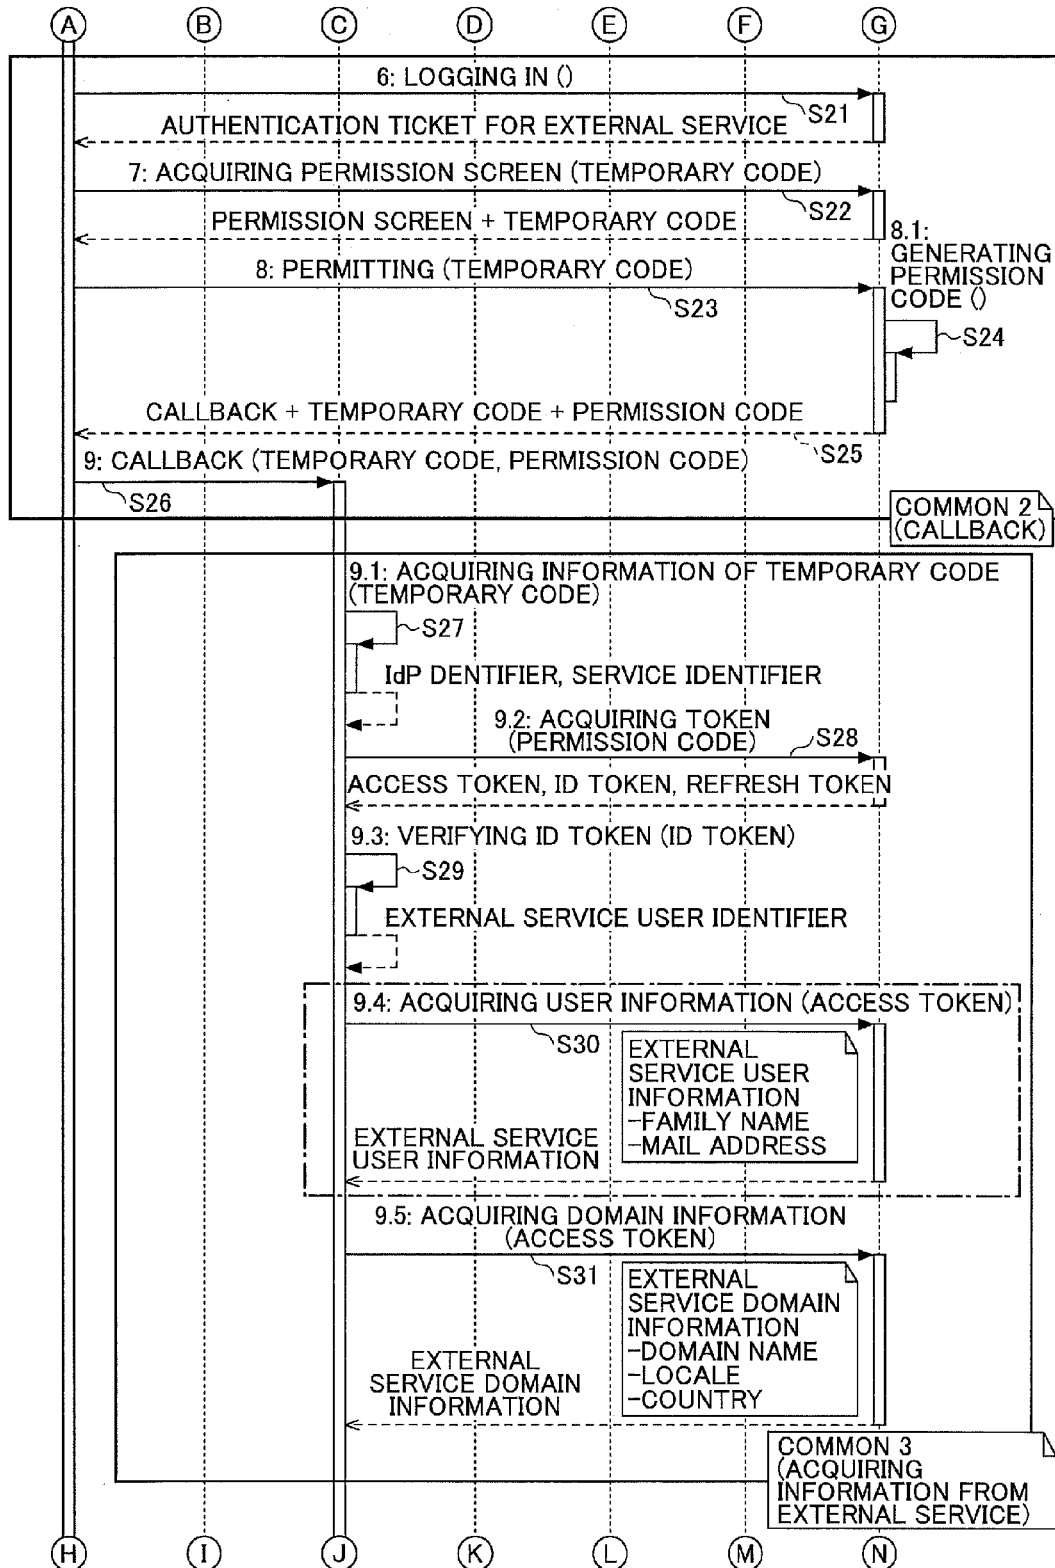 A B C D E F G
6: LOGGING IN ()
S21
AUTHENTICATION TICKET FOR EXTERNAL SERVICE
7: ACQUIRING PERMISSION SCREEN (TEMPORARY CODE)
S22
PERMISSION SCREEN + TEMPORARY CODE
8.1:
GENERATING
PERMISSION
CODE ()
8: PERMITTING (TEMPORARY CODE)
S23
S24
CALLBACK + TEMPORARY CODE + PERMISSION CODE
S25
9: CALLBACK (TEMPORARY CODE, PERMISSION CODE)
S26
COMMON 2
(CALLBACK)
9.1: ACQUIRING INFORMATION OF TEMPORARY CODE
(TEMPORARY CODE)
S27
IdP DENTIFIER, SERVICE IDENTIFIER
9.2: ACQUIRING TOKEN
(PERMISSION CODE)
S28
ACCESS TOKEN, ID TOKEN, REFRESH TOKEN
9.3: VERIFYING ID TOKEN (ID TOKEN)
S29
EXTERNAL SERVICE USER IDENTIFIER
9.4: ACQUIRING USER INFORMATION (ACCESS TOKEN)
S30
EXTERNAL
SERVICE USER
INFORMATION
-FAMILY NAME
-MAIL ADDRESS
EXTERNAL SERVICE
USER INFORMATION
9.5: ACQUIRING DOMAIN INFORMATION
(ACCESS TOKEN)
S31
EXTERNAL
SERVICE DOMAIN
INFORMATION
-DOMAIN NAME
-LOCALE
-COUNTRY
EXTERNAL
SERVICE DOMAIN
INFORMATION
COMMON 3
(ACQUIRING
INFORMATION FROM
EXTERNAL SERVICE)
H I J K L M N